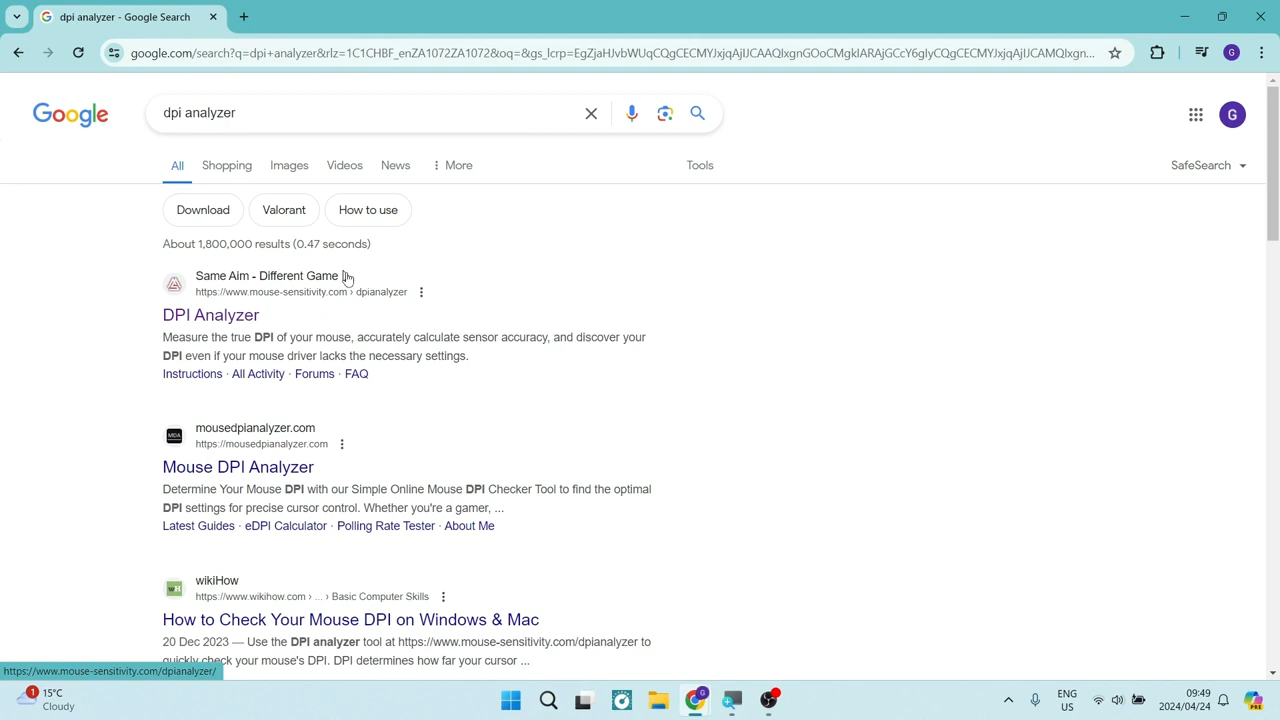 dpi analyzer - Google Search
google.com/search?q=dpi+analyzer&rlz=1C1CHBF_enZA1072ZA1072&oq=&gs_lcrp=
G
Google
dpi analyzer
G
All Shopping Images Videos News More Tools SafeSearch
Download Valorant How to use
About 1,800,000 results (0.47 seconds)
Same Aim - Different Game
https://www.mouse-sensitivity.com › dpianalyzer
DPI Analyzer
Measure the true DPI of your mouse, accurately calculate sensor accuracy, and discover your
DPI even if your mouse driver lacks the necessary settings.
Instructions · All Activity · Forums · FAQ
MDA
mousedpianalyzer.com
https://mousedpianalyzer.com
Mouse DPI Analyzer
Determine Your Mouse DPI with our Simple Online Mouse DPI Checker Tool to find the optimal
DPI settings for precise cursor control. Whether you're a gamer, ...
Latest Guides · eDPI Calculator · Polling Rate Tester · About Me
wH
wikiHow
https://www.wikihow.com › ... › Basic Computer Skills
How to Check Your Mouse DPI on Windows & Mac
20 Dec 2023 — Use the DPI analyzer tool at https://www.mouse-sensitivity.com/dpianalyzer to
quickly check your mouse's DPI. DPI determines how far your cursor ...
https://www.mouse-sensitivity.com/dpianalyzer/
1
15°C
Cloudy
G
ENG
US
09:49
2024/04/24
PRE